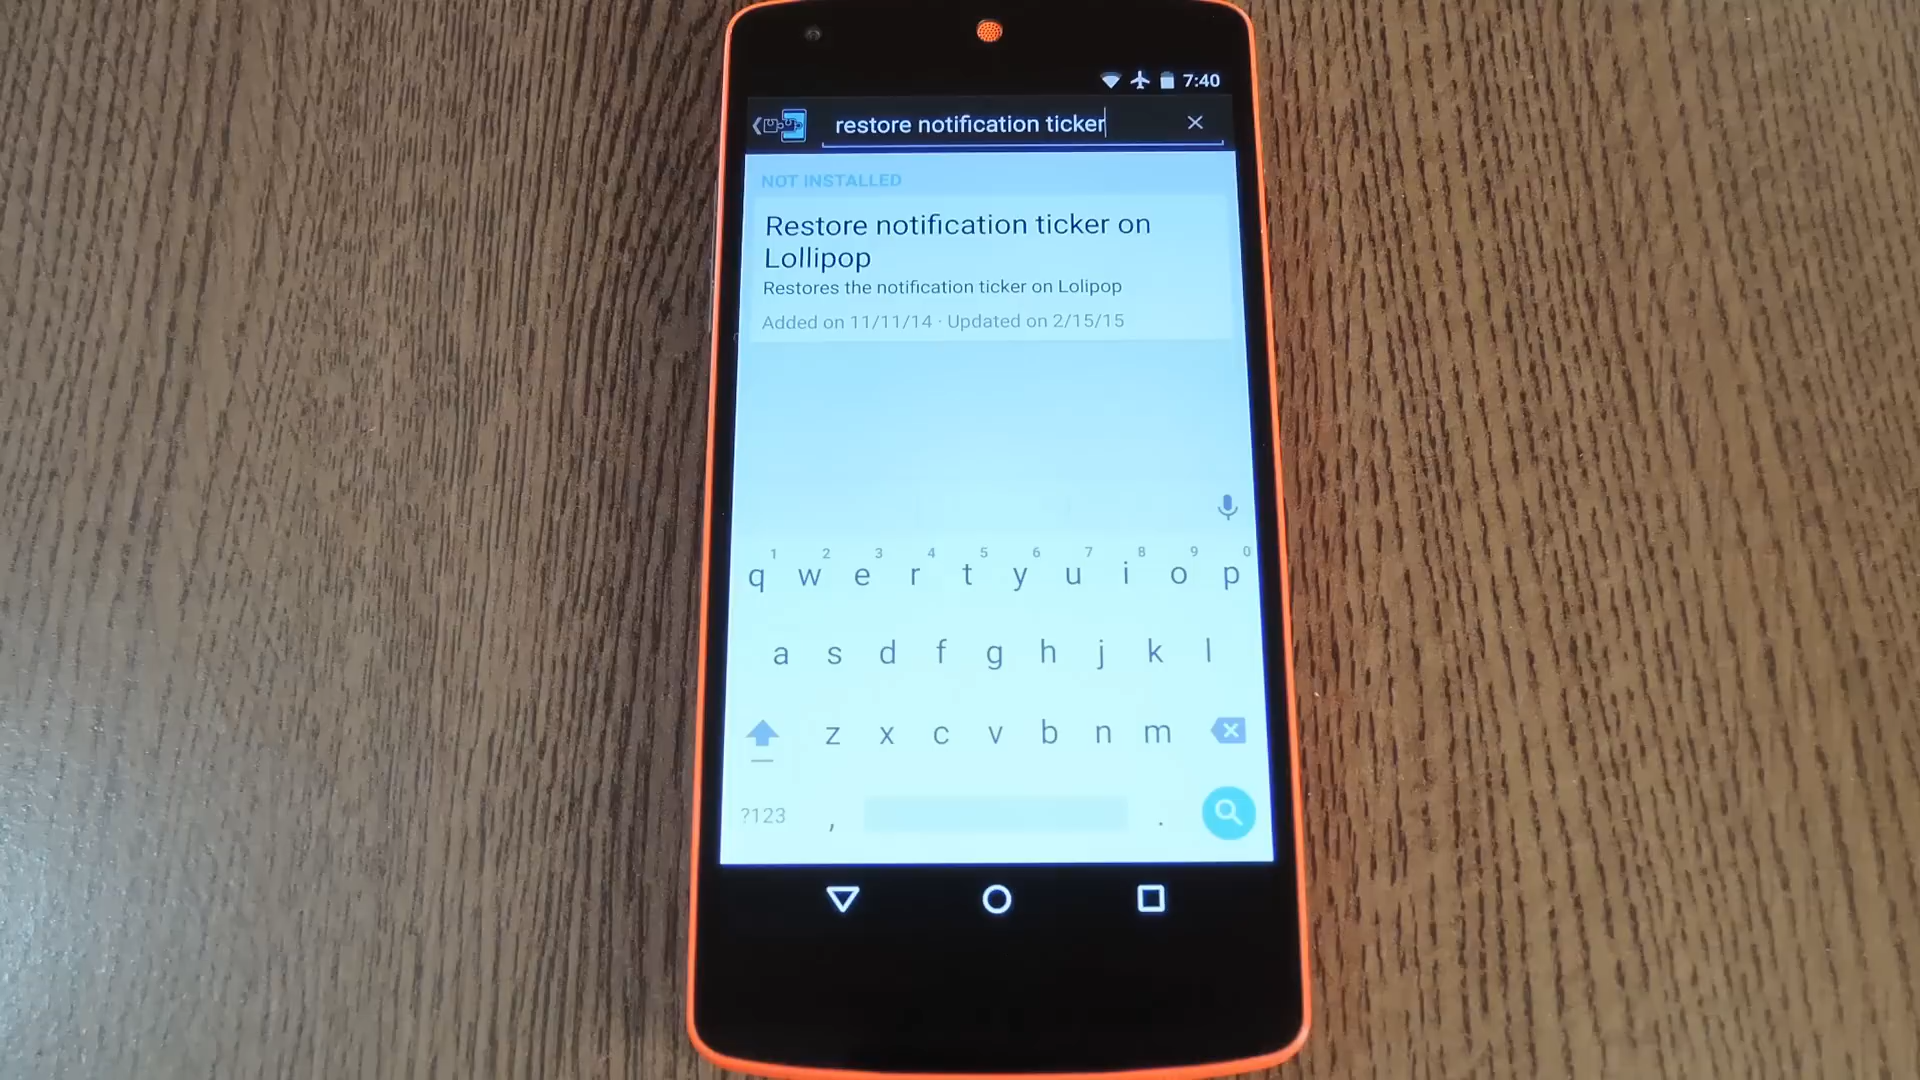 7:40
restore notification ticker
NOT INSTALLED
Restore notification ticker on
Lollipop
Restores the notification ticker on Lolipop
Added on 11/11/14 · Updated on 2/15/15
1 2 3 4 5 6 7 8 9 0
q w e r t y u i o p
a s d f g h j k l
z x c v b n m
?123 , .